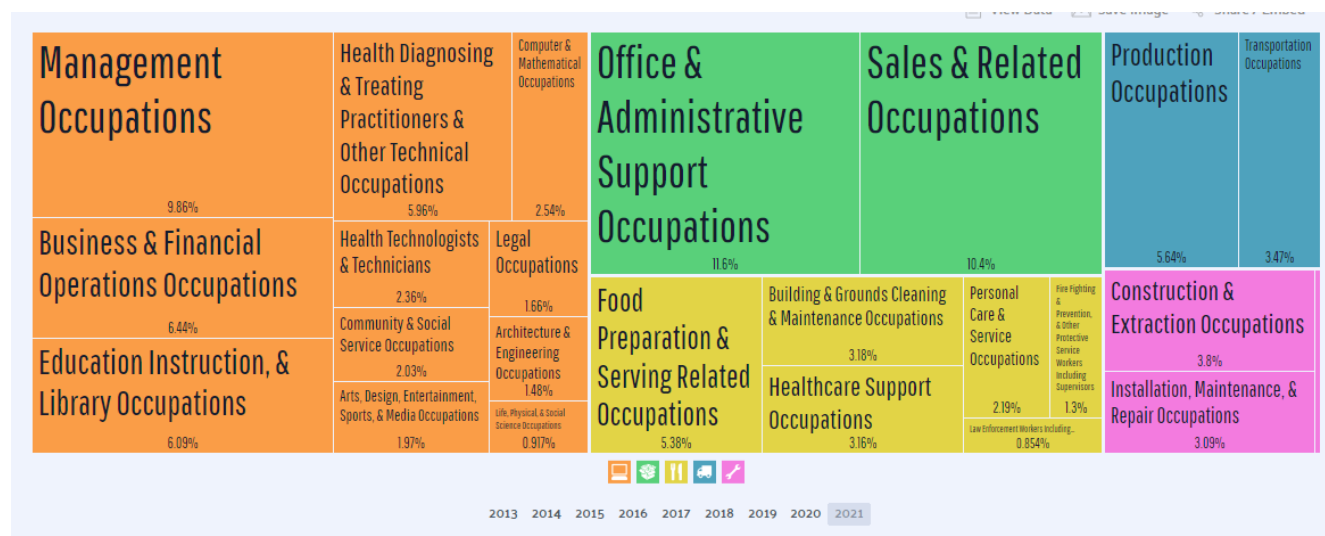 View Data Save Image Share / Embed
Management
Occupations
9.86%
Business & Financial
Operations Occupations
6.44%
Education Instruction, &
Library Occupations
6.09%
Health Diagnosing
& Treating
Practitioners &
Other Technical
Occupations
5.96%
Computer &
Mathematical
Occupations
2.54%
Health Technologists
& Technicians
2.36%
Community & Social
Service Occupations
2.03%
Arts, Design, Entertainment,
Sports, & Media Occupations
1.97%
Legal
Occupations
1.66%
Architecture &
Engineering
Occupations
1.48%
Life, Physical, & Social
Science Occupations
0.917%
Office &
Administrative
Support
Occupations
11.6%
Sales & Related
Occupations
10.4%
Food
Preparation &
Serving Related
Occupations
5.38%
Building & Grounds Cleaning
& Maintenance Occupations
3.18%
Healthcare Support
Occupations
3.16%
Personal
Care &
Service
Occupations
2.19%
Fire Fighting
&
Prevention,
& Other
Protective
Service
Workers
Including
Supervisors
1.3%
Law Enforcement Workers Including...
0.854%
Production
Occupations
5.64%
Transportation
Occupations
3.47%
Construction &
Extraction Occupations
3.8%
Installation, Maintenance, &
Repair Occupations
3.09%
2013 2014 2015 2016 2017 2018 2019 2020 2021